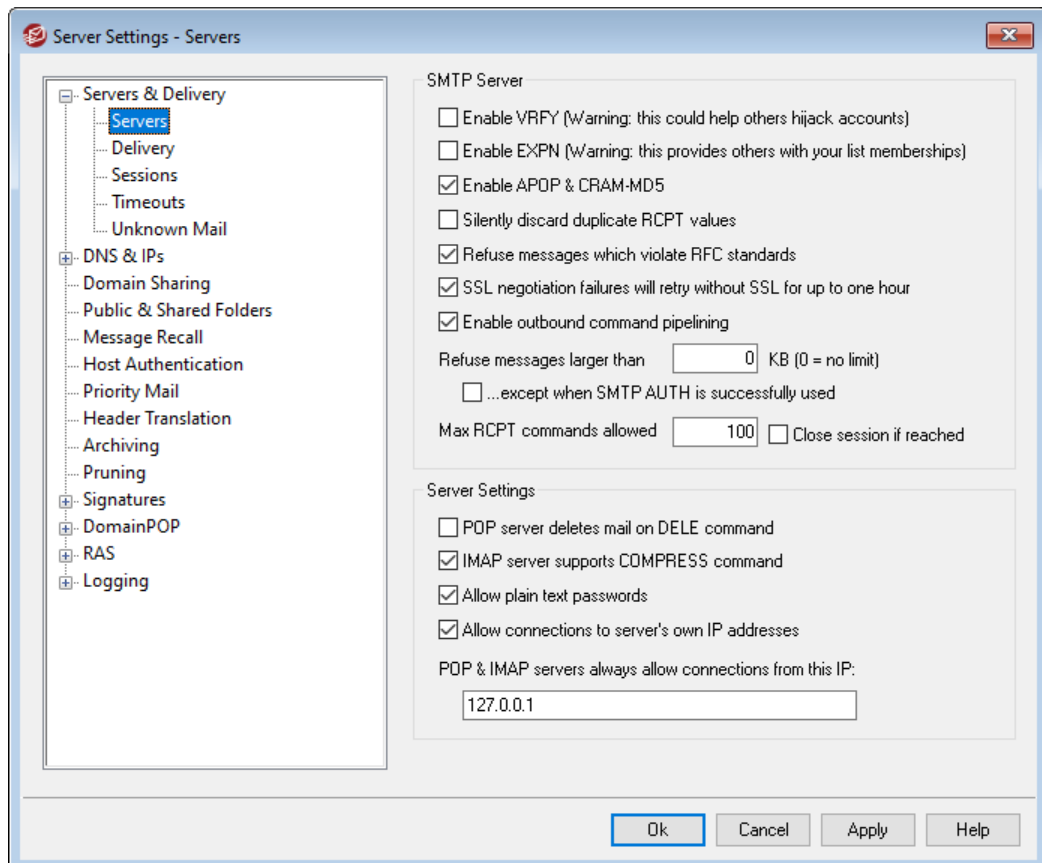 Server Settings - Servers
Servers & Delivery
Servers
Delivery
Sessions
Timeouts
Unknown Mail
DNS & IPs
Domain Sharing
Public & Shared Folders
Message Recall
Host Authentication
Priority Mail
Header Translation
Archiving
Pruning
Signatures
DomainPOP
RAS
Logging
SMTP Server
Enable VRFY (Warning: this could help others hijack accounts)
Enable EXPN (Warning: this provides others with your list memberships)
Enable APOP & CRAM-MD5
Silently discard duplicate RCPT values
Refuse messages which violate RFC standards
SSL negotiation failures will retry without SSL for up to one hour
Enable outbound command pipelining
Refuse messages larger than 0 KB (0 = no limit)
...except when SMTP AUTH is successfully used
Max RCPT commands allowed 100 Close session if reached
Server Settings
POP server deletes mail on DELE command
IMAP server supports COMPRESS command
Allow plain text passwords
Allow connections to server's own IP addresses
POP & IMAP servers always allow connections from this IP:
127.0.0.1
Ok Cancel Apply Help